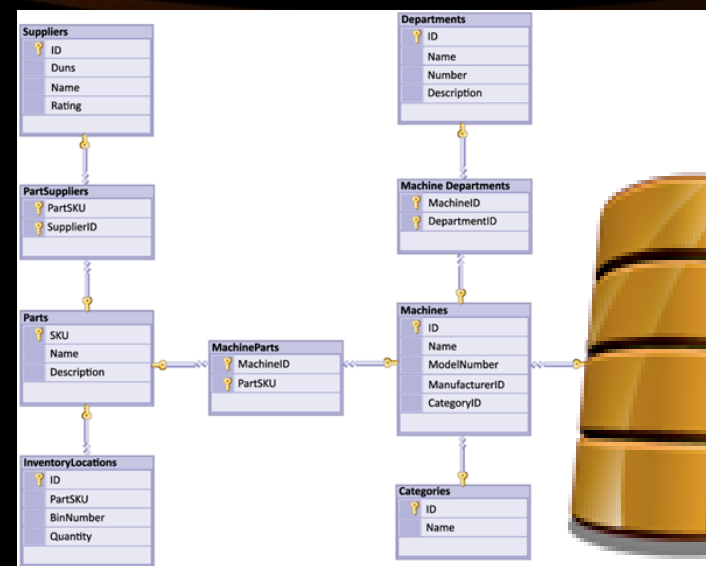 Suppliers
ID
Duns
Name
Rating
PartSuppliers
PartSKU
SupplierID
Parts
SKU
Name
Description
InventoryLocations
ID
PartSKU
BinNumber
Quantity
MachineParts
MachineID
PartSKU
Departments
ID
Name
Number
Description
Machine Departments
MachineID
DepartmentID
Machines
ID
Name
ModelNumber
ManufacturerID
CategoryID
Categories
ID
Name